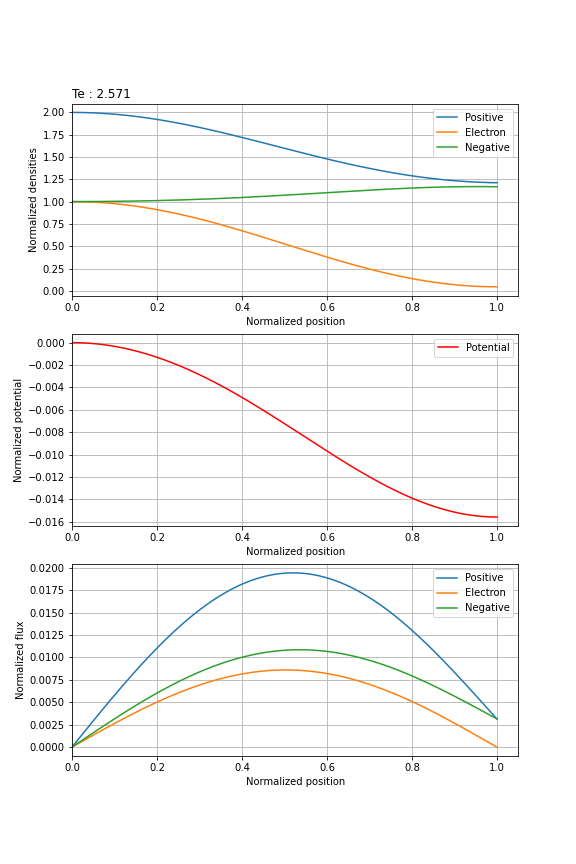 Te : 2.571
2.00
1.75
1.50
1.25
1.00
0.75
0.50
0.25
0.00
Normalized densities
Positive
Electron
Negative
0.0 0.2 0.4 0.6 0.8 1.0
Normalized position
0.000
−0.002
−0.004
−0.006
−0.008
−0.010
−0.012
−0.014
−0.016
Normalized potential
Potential
0.0 0.2 0.4 0.6 0.8 1.0
Normalized position
0.0200
0.0175
0.0150
0.0125
0.0100
0.0075
0.0050
0.0025
0.0000
Normalized flux
Positive
Electron
Negative
0.0 0.2 0.4 0.6 0.8 1.0
Normalized position